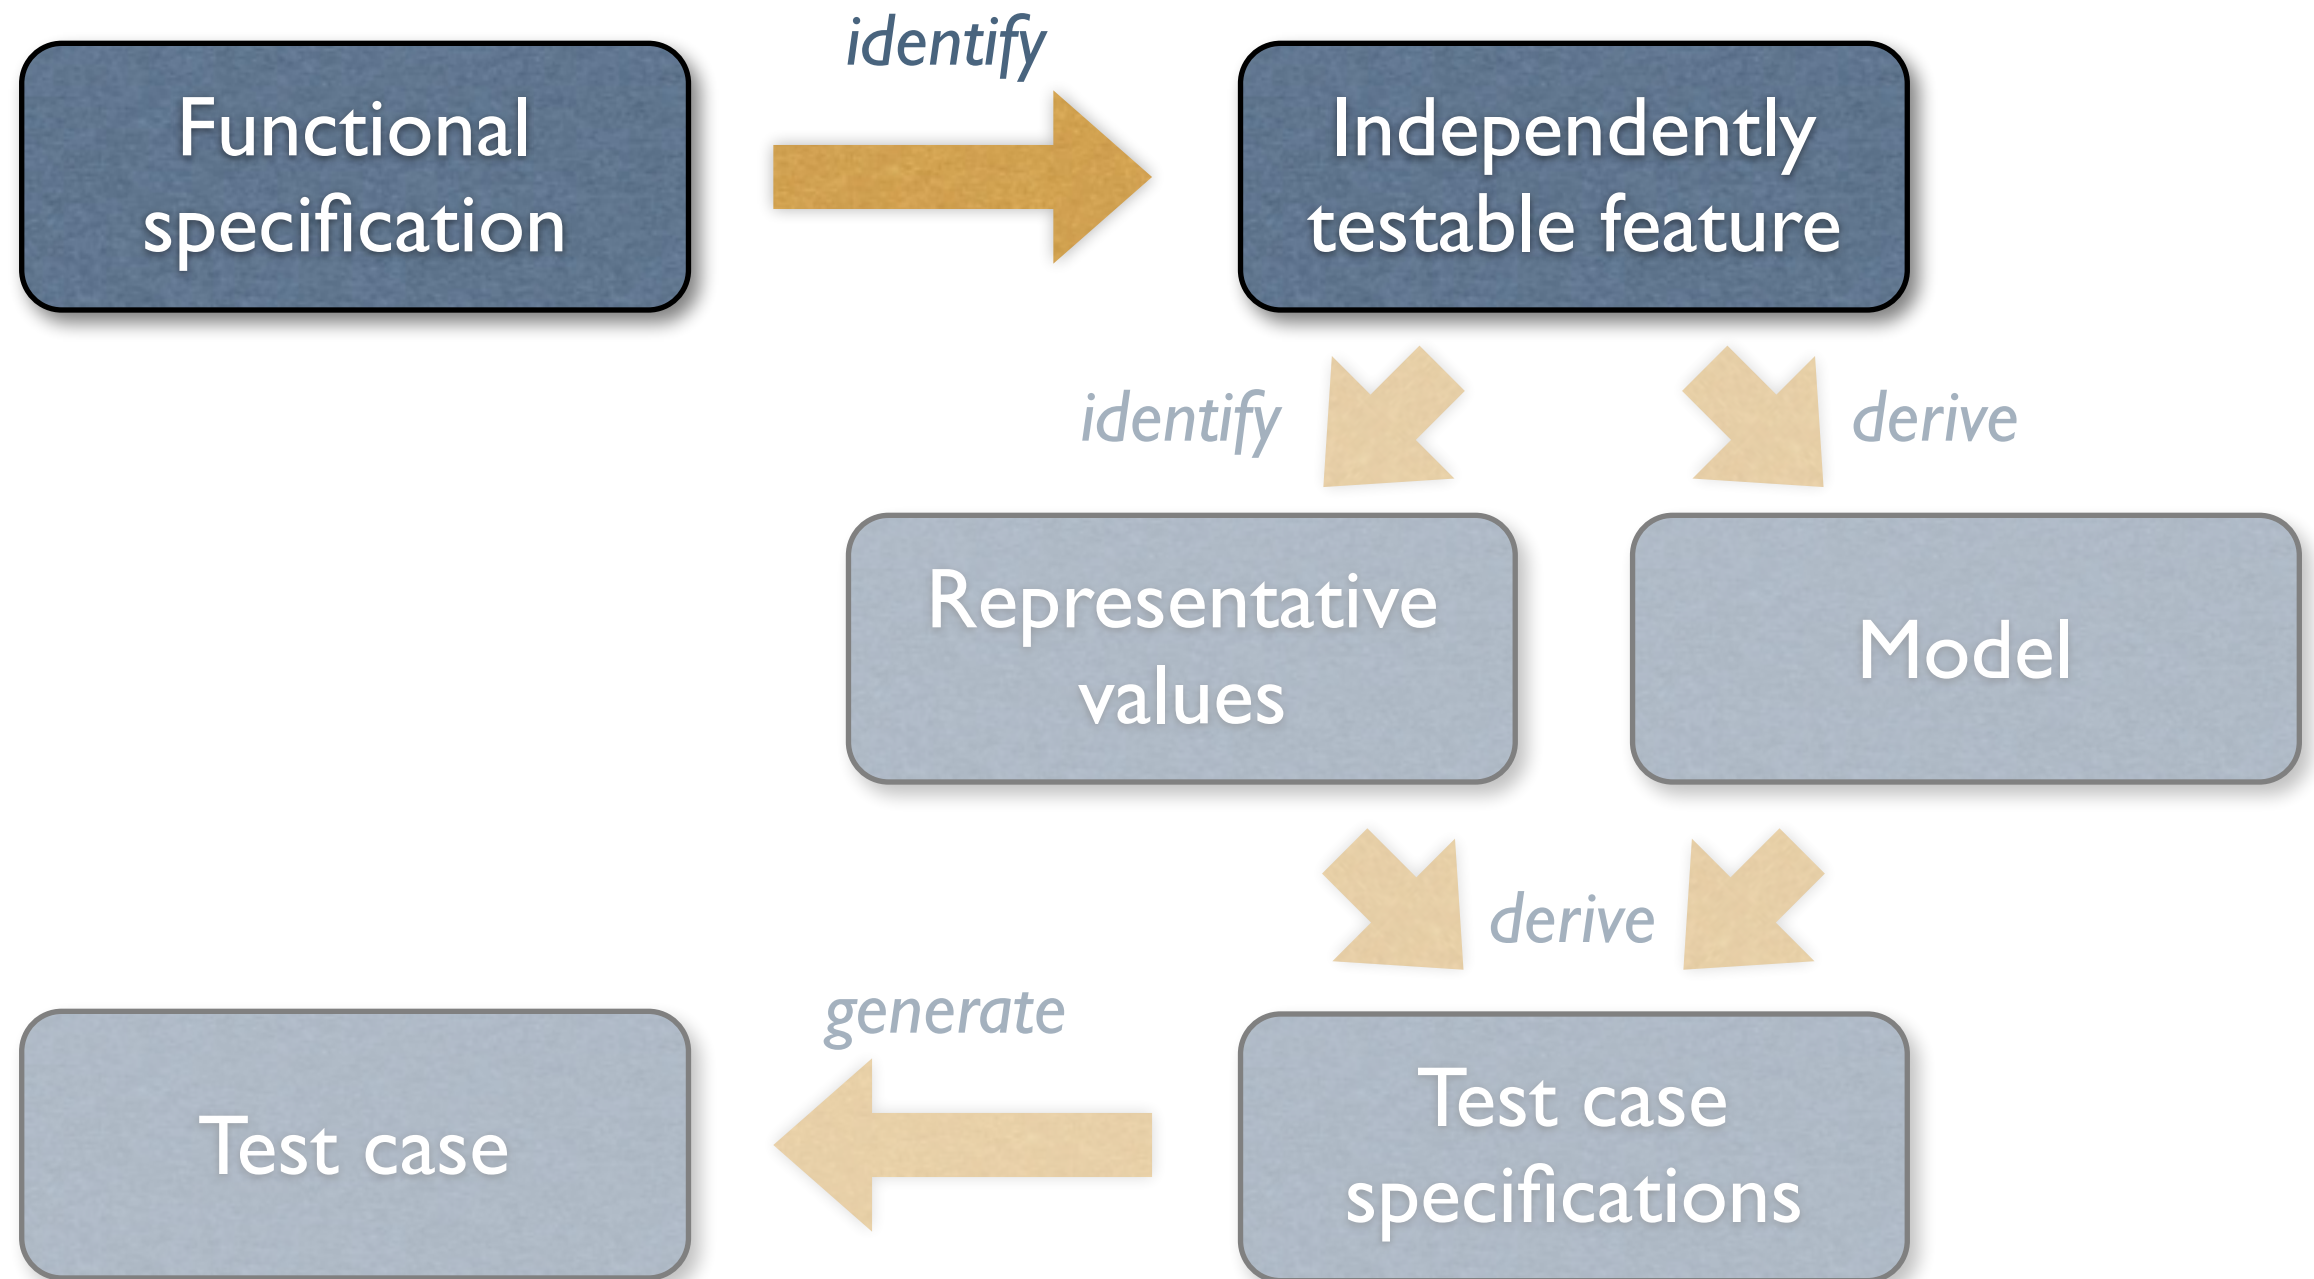 identify
Functional
specification
Independently
testable feature
identify
derive
Representative
values
Model
derive
generate
Test case
Test case
specifications